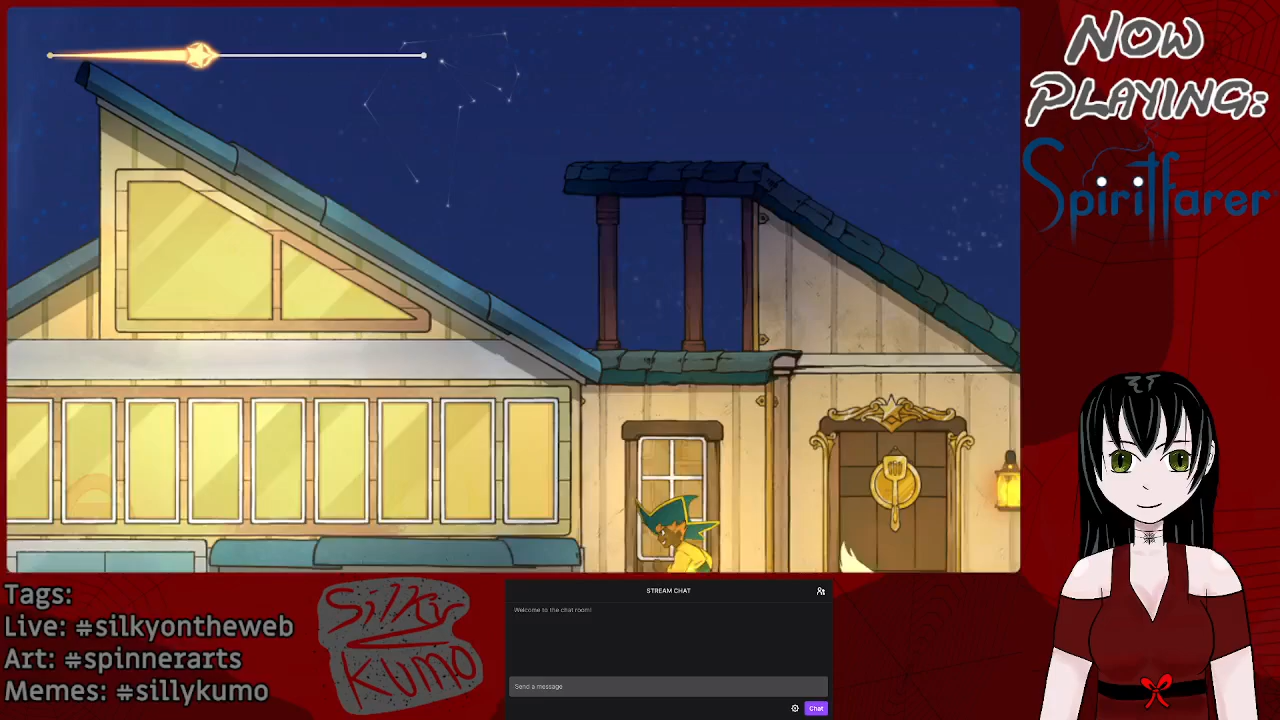 NOW
PLAYING:
Spiritfarer
Tags:
Live: #silkyontheweb
Art: #spinnerarts
Memes: #sillykumo
Silky
Kumo
STREAM CHAT
Welcome to the chat room!
Send a message
Chat